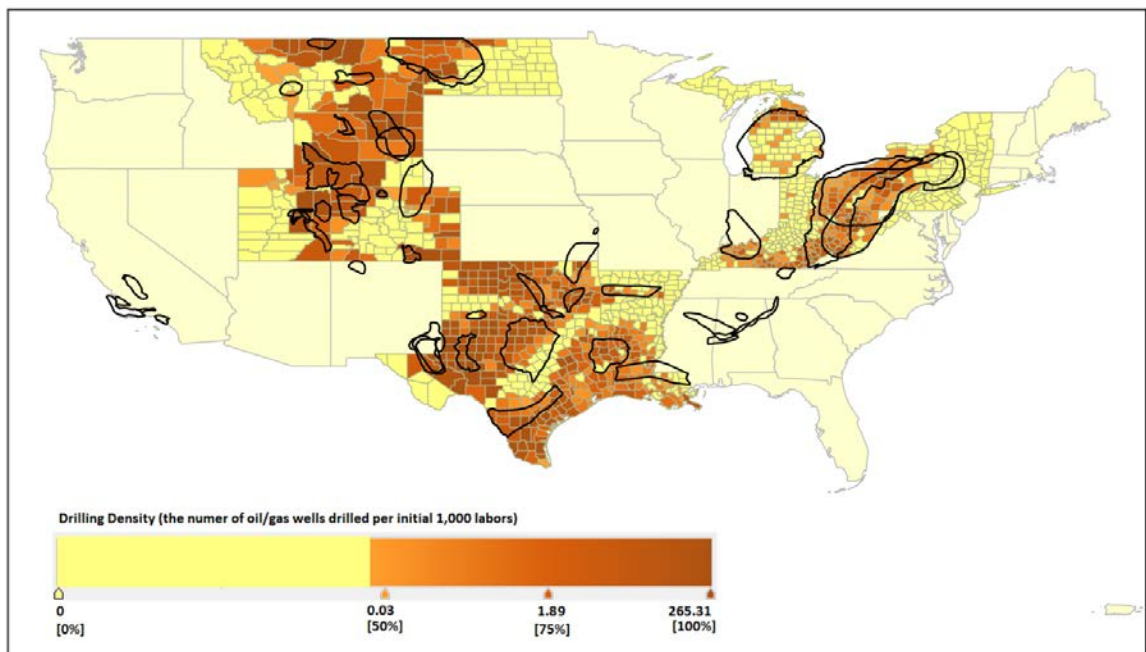 Drilling Density (the numer of oil/gas wells drilled per initial 1,000 labors)
0 0.03 1.89 265.31
[0%] [50%] [75%] [100%]